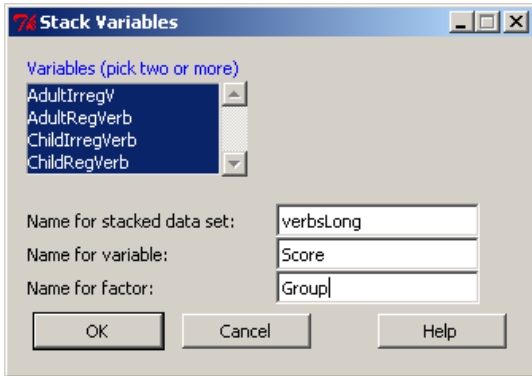 Stack Variables
Variables (pick two or more)
AdultIrregV
AdultRegVerb
ChildIrregVerb
ChildRegVerb
Name for stacked data set: verbsLong
Name for variable: Score
Name for factor: Group
OK Cancel Help